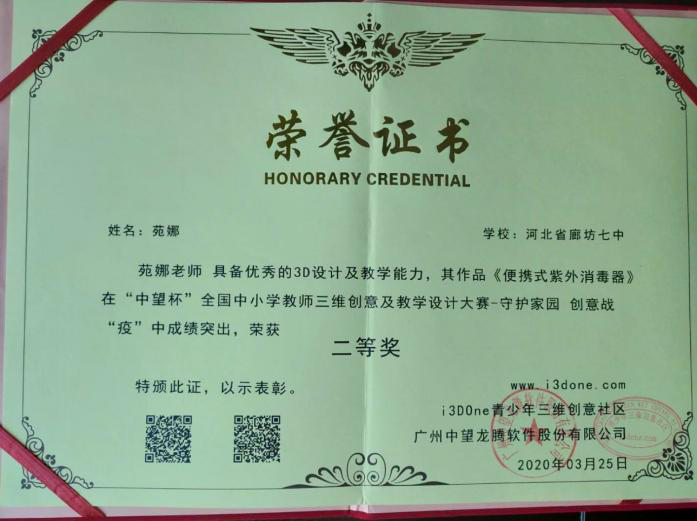 荣誉证书
HONORARY CREDENTIAL
姓名：苑娜
学校：河北省廊坊七中
苑娜老师 具备优秀的3D设计及教学能力，其作品《便携式紫外消毒器》
在“中望杯”全国中小学教师三维创意及教学设计大赛-守护家园 创意战
“疫”中成绩突出，荣获
二等奖
特颁此证，以示表彰。
www.i3done.com
i3DOne青少年三维创意社区
广州中望龙腾软件股份有限公司
2020年03月25日